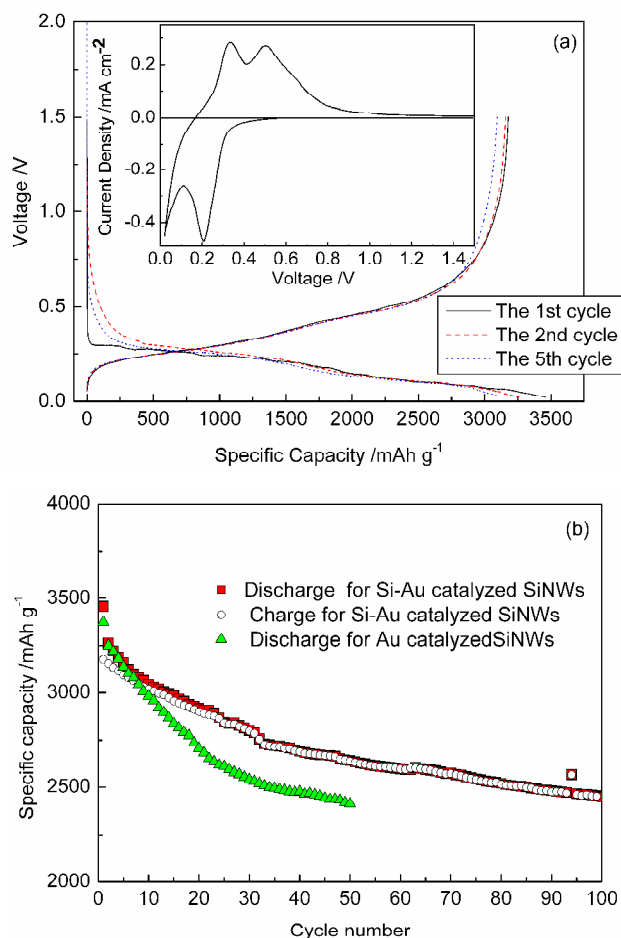 (a)
2.0
1.5
1.0
0.5
0.0
Voltage /V
0 500 1000 1500 2000 2500 3000 3500
Specific Capacity /mAh g-1
Current Density /mA cm-2
0.2
0.0
-0.2
-0.4
0.0 0.2 0.4 0.6 0.8 1.0 1.2 1.4
Voltage /V
The 1st cycle
The 2nd cycle
The 5th cycle
(b)
4000
3500
3000
2500
2000
Specific capacity /mAh g-1
Discharge for Si-Au catalyzed SiNWs
Charge for Si-Au catalyzed SiNWs
Discharge for Au catalyzedSiNWs
0 10 20 30 40 50 60 70 80 90 100
Cycle number